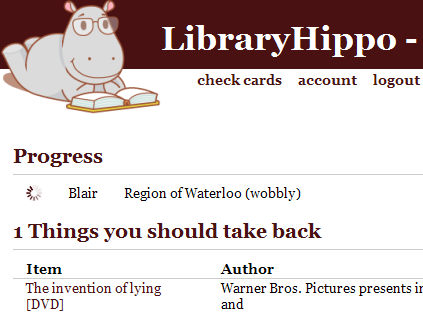 LibraryHippo -
check cards account logout
Progress
Blair Region of Waterloo (wobbly)
1 Things you should take back
Item Author
The invention of lying Warner Bros. Pictures presents in
[DVD] and